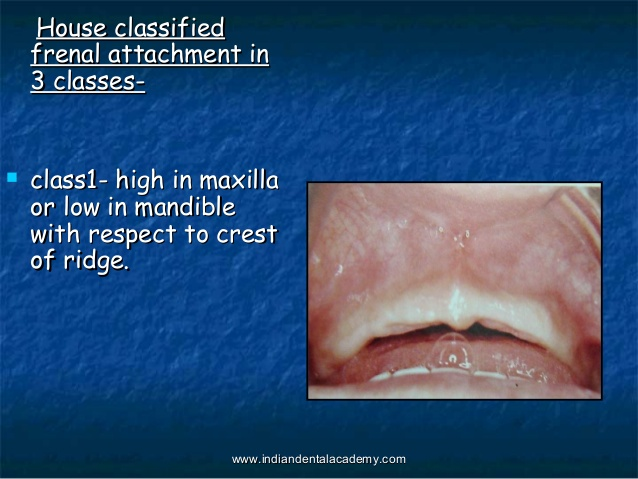 House classified
frenal attachment in
3 classes-
class1- high in maxilla
or low in mandible
with respect to crest
of ridge.
www.indiandentalacademy.com